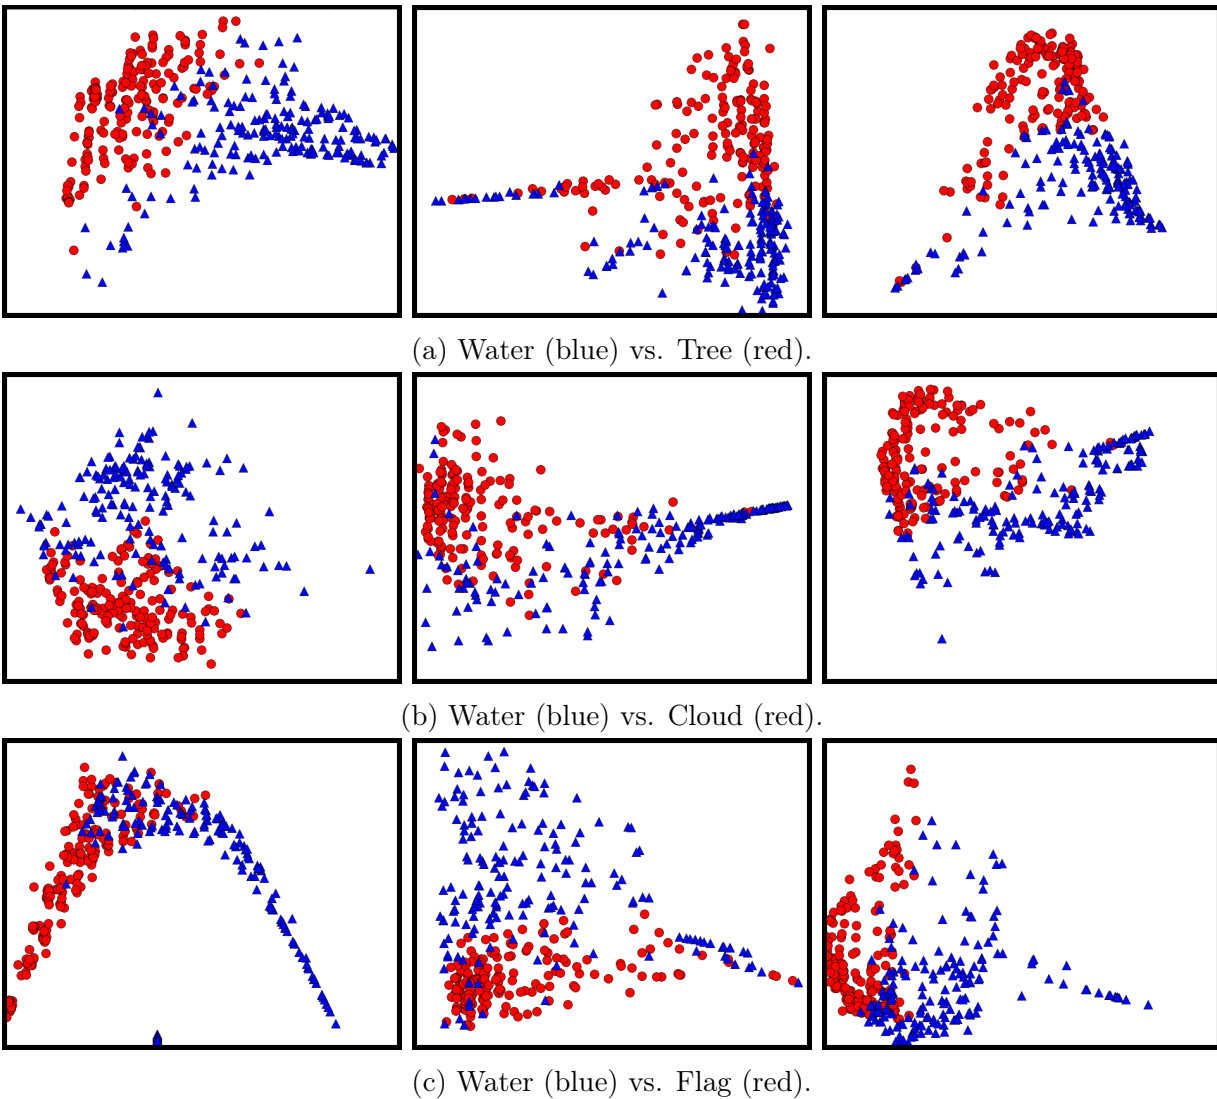 (a) Water (blue) vs. Tree (red).
(b) Water (blue) vs. Cloud (red).
(c) Water (blue) vs. Flag (red).